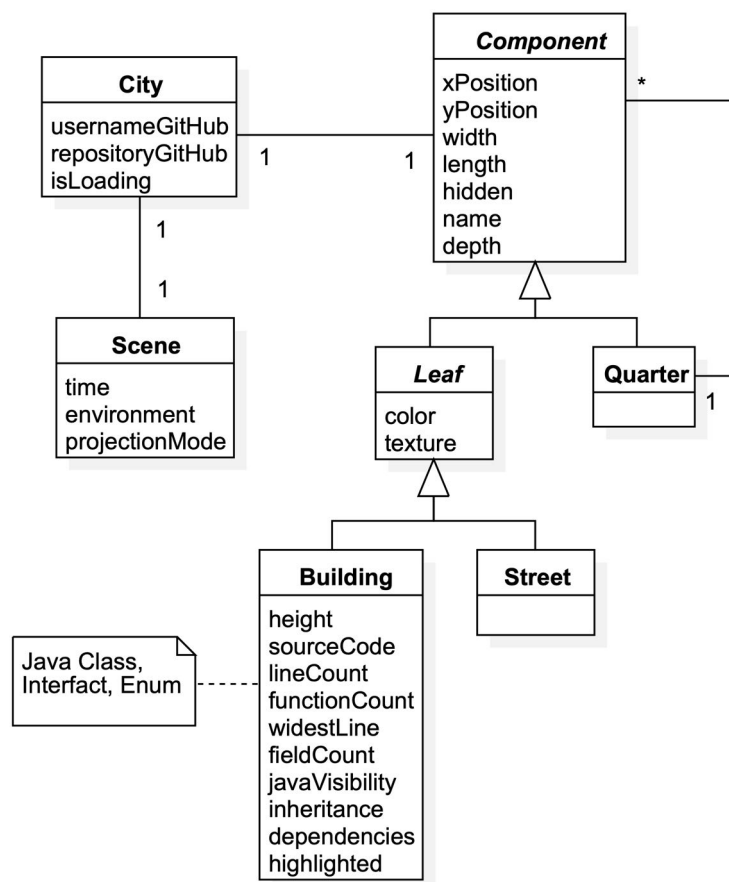 Component
xPosition
yPosition
width
length
hidden
name
depth
*
City
usernameGitHub
repositoryGitHub
isLoading
1
1
1
1
Scene
time
environment
projectionMode
Leaf
color
texture
Quarter
1
Building
height
sourceCode
lineCount
functionCount
widestLine
fieldCount
javaVisibility
inheritance
dependencies
highlighted
Street
Java Class,
Interfact, Enum